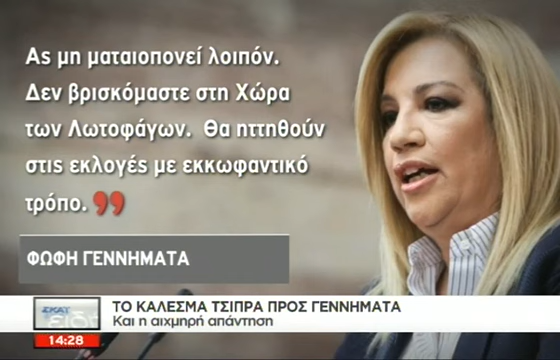 Ας μη ματαιοπονεί λοιπόν.
Δεν βρισκόμαστε στη Χώρα
των Λωτοφάγων. Θα ηττηθούν
στις εκλογές με εκκωφαντικό
τρόπο.”
ΦΩΦΗ ΓΕΝΝΗΜΑΤΑ
ΣΚΑΪ
ΤΟ ΚΑΛΕΣΜΑ ΤΣΙΠΡΑ ΠΡΟΣ ΓΕΝΝΗΜΑΤΑ
Και η αιχμηρή απάντηση
14:28